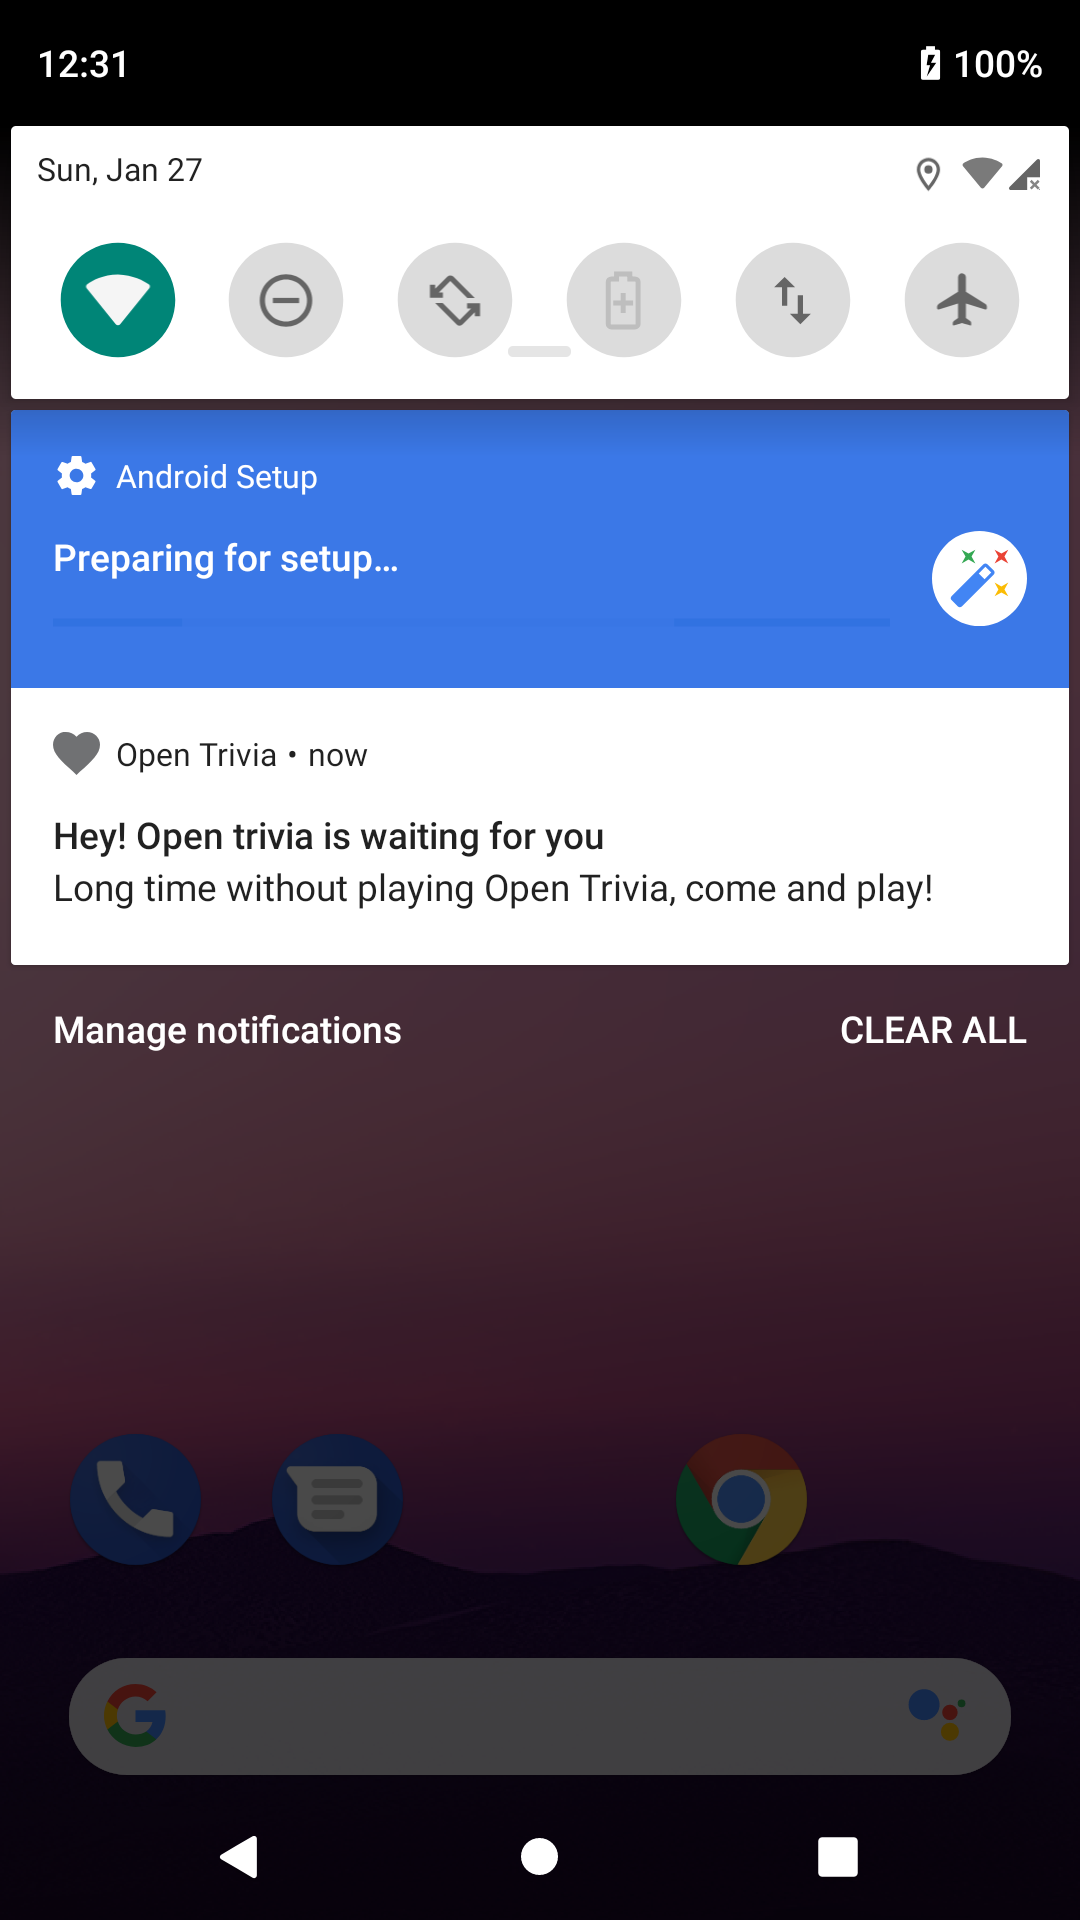 12:31
100%
Sun, Jan 27
Android Setup
Preparing for setup...
Open Trivia • now
Hey! Open trivia is waiting for you
Long time without playing Open Trivia, come and play!
Manage notifications
CLEAR ALL